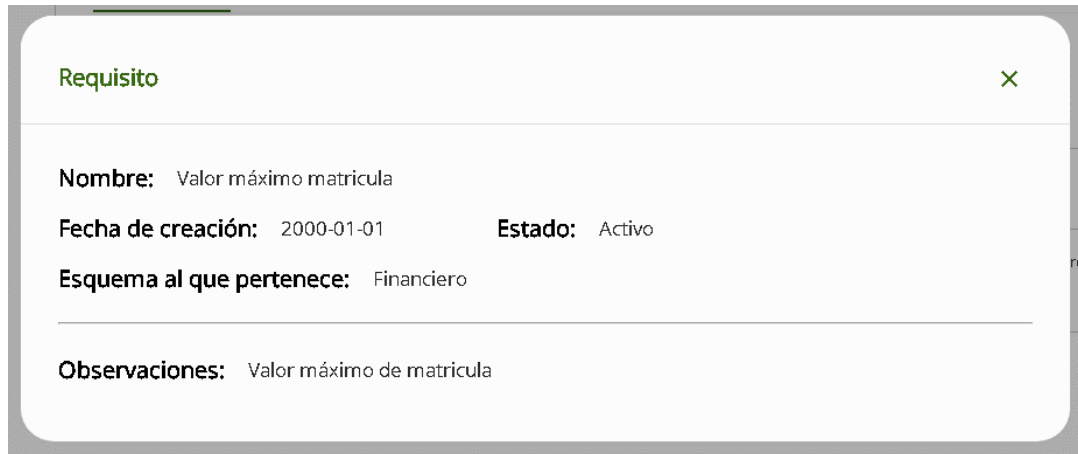 Requisito ×
Nombre: Valor máximo matricula
Fecha de creación: 2000-01-01 Estado: Activo
Esquema al que pertenece: Financiero
Observaciones: Valor máximo de matricula